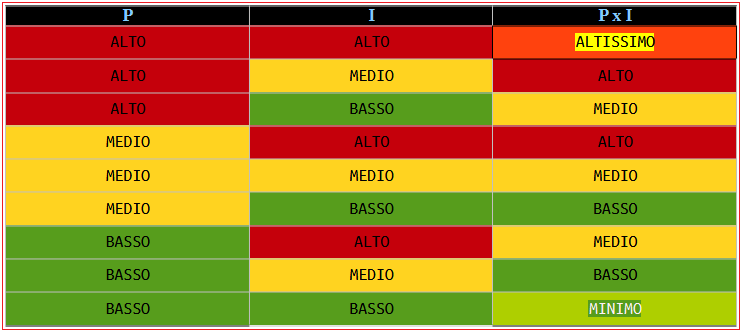 P I P x I
ALTO ALTO ALTISSIMO
ALTO MEDIO ALTO
ALTO BASSO MEDIO
MEDIO ALTO ALTO
MEDIO MEDIO MEDIO
MEDIO BASSO BASSO
BASSO ALTO MEDIO
BASSO MEDIO BASSO
BASSO BASSO MINIMO